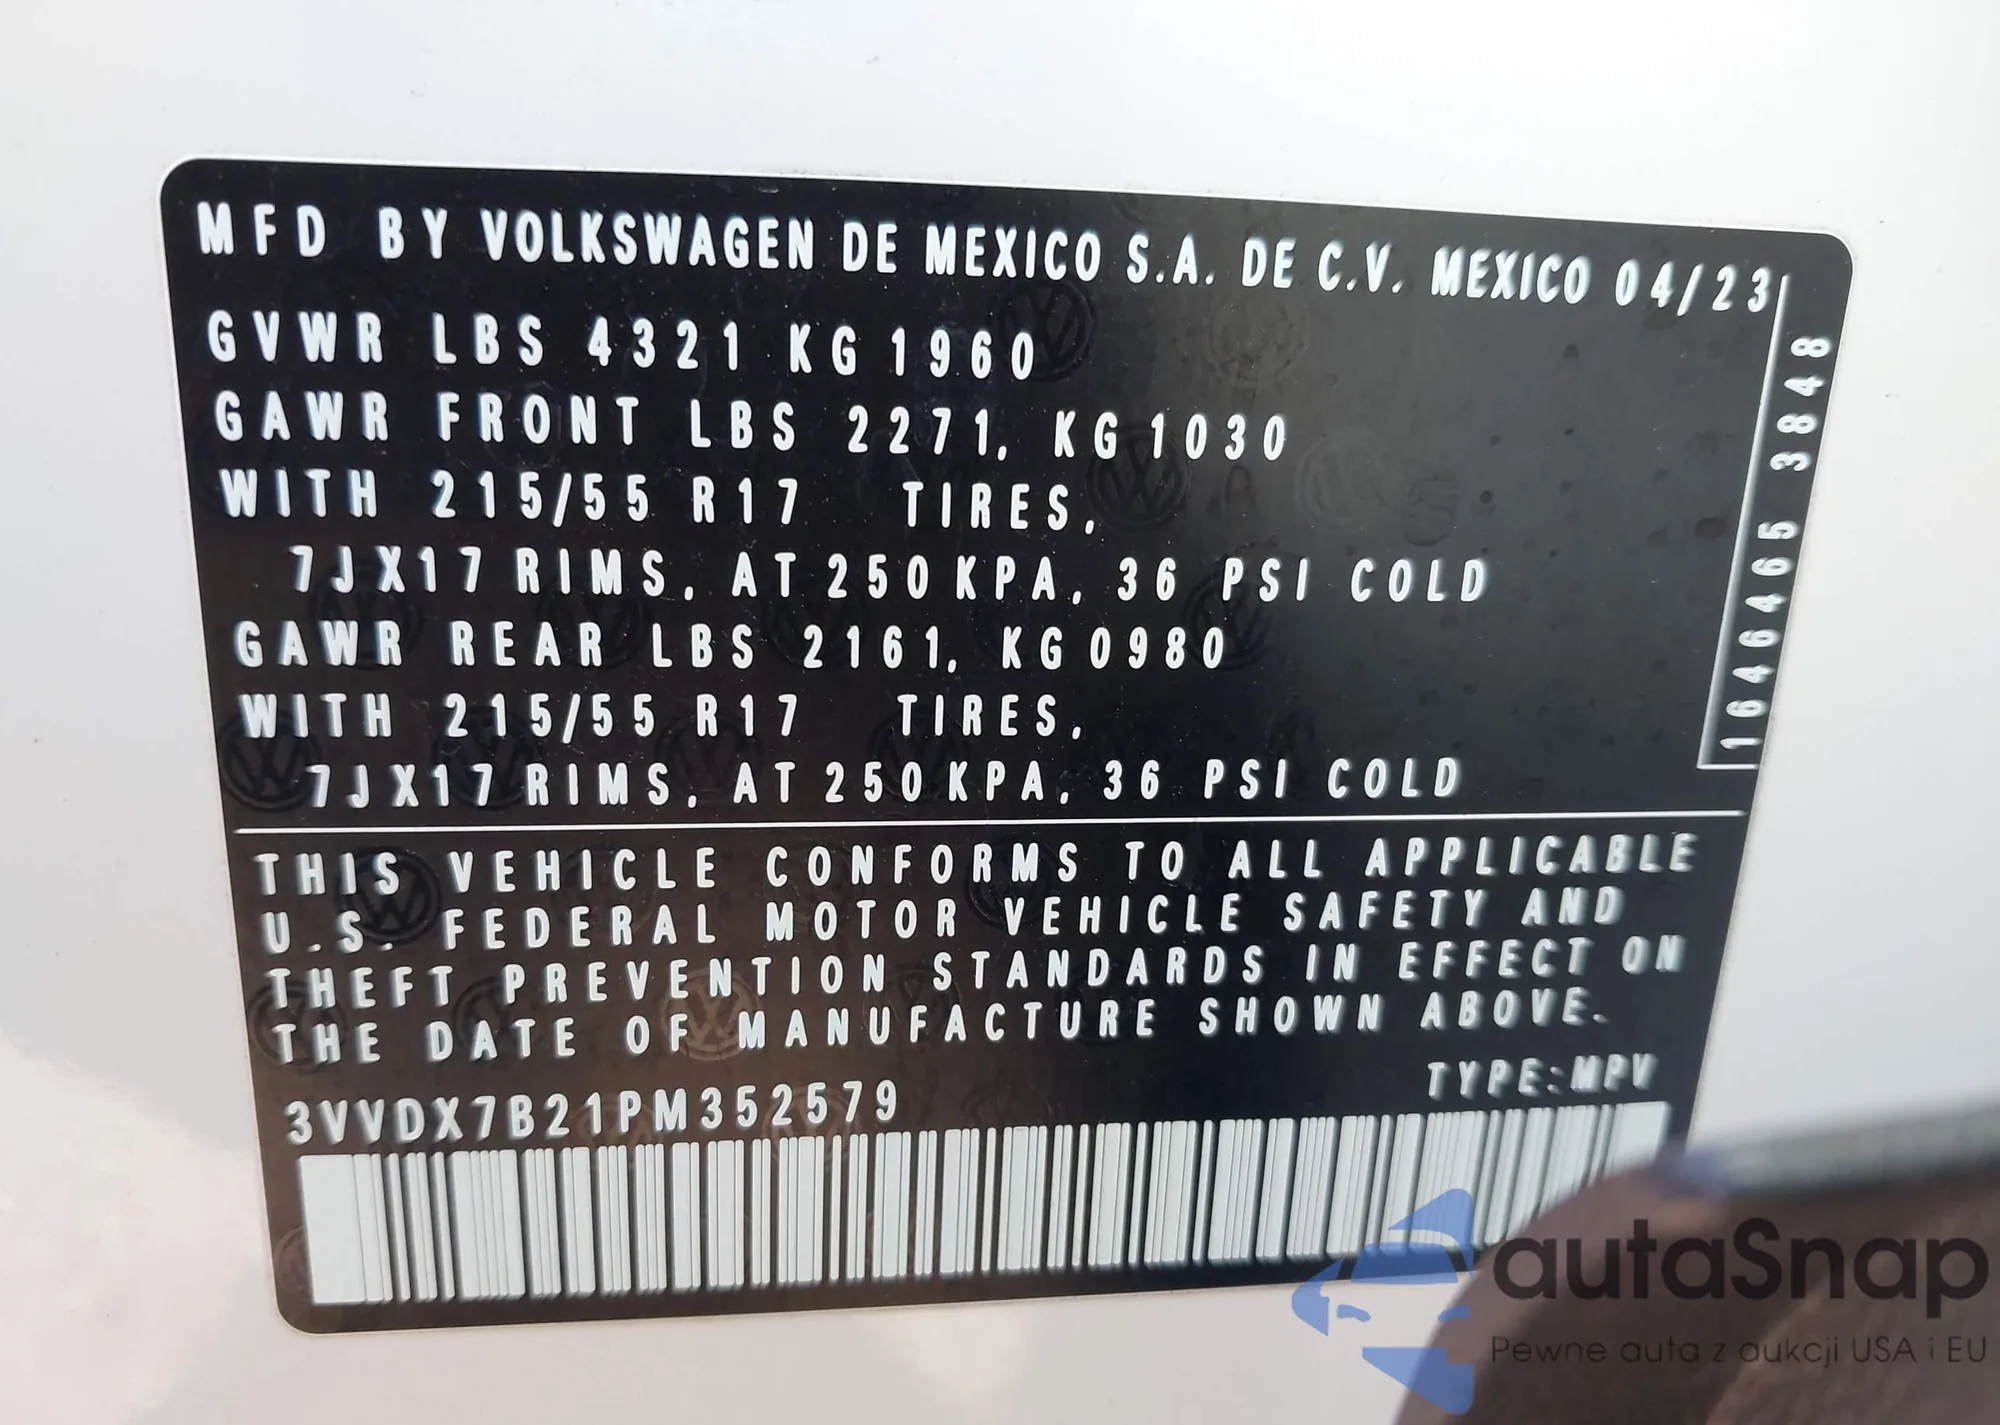 MFD BY VOLKSWAGEN DE MEXICO S.A. DE C.V. MEXICO 04/23
GVWR LBS 4321 KG 1960
GAWR FRONT LBS 2271, KG 1030
WITH 215/55 R17 TIRES,
7JX17 RIMS, AT 250 KPA, 36 PSI COLD
GAWR REAR LBS 2161, KG 0980
WITH 215/55 R17 TIRES,
7JX17 RIMS, AT 250 KPA, 36 PSI COLD
1646465 3848
THIS VEHICLE CONFORMS TO ALL APPLICABLE
U.S. FEDERAL MOTOR VEHICLE SAFETY AND
THEFT PREVENTION STANDARDS IN EFFECT ON
THE DATE OF MANUFACTURE SHOWN ABOVE.
TYPE:MPV
3VVDX7B21PM352579
autaSnap
Pewne auta z aukcji USA i EU